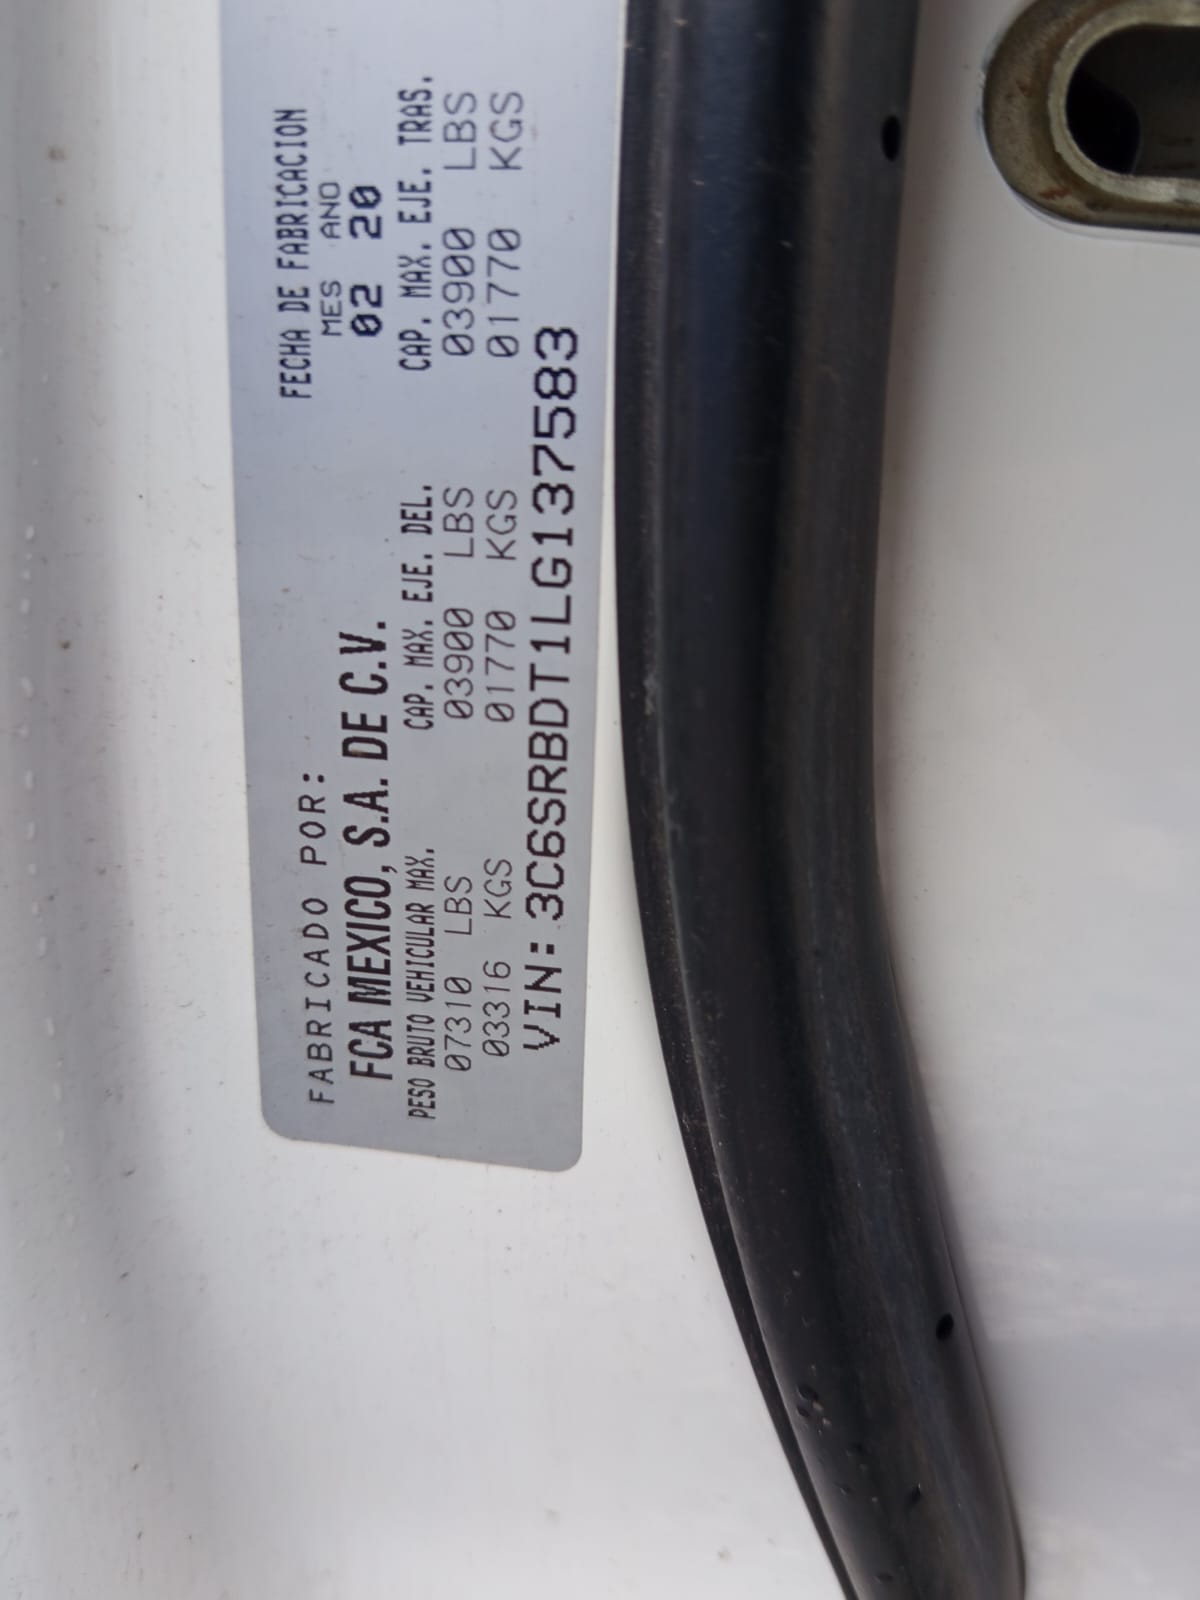 FABRICADO POR:
FECHA DE FABRICACION
MES ANO
FCA MEXICO, S.A. DE C.V.
02 20
PESO BRUTO VEHICULAR MAX. CAP. MAX. EJE. DEL. CAP. MAX. EJE. TRAS.
07310 LBS 03900 LBS 03900 LBS
03316 KGS 01770 KGS 01770 KGS
VIN: 3C6SRBDT1LG137583